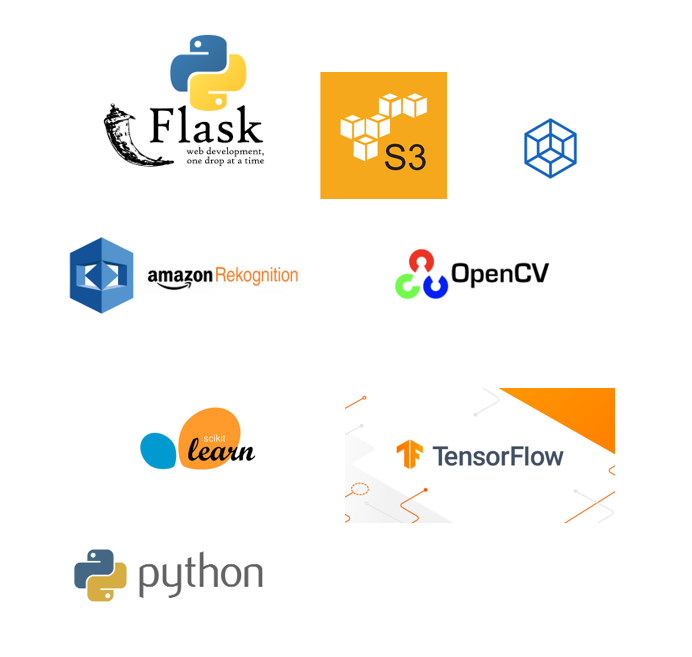 Flask
web development,
one drop at a time
S3
amazon Rekognition
OpenCV
scikit
learn
TensorFlow
python